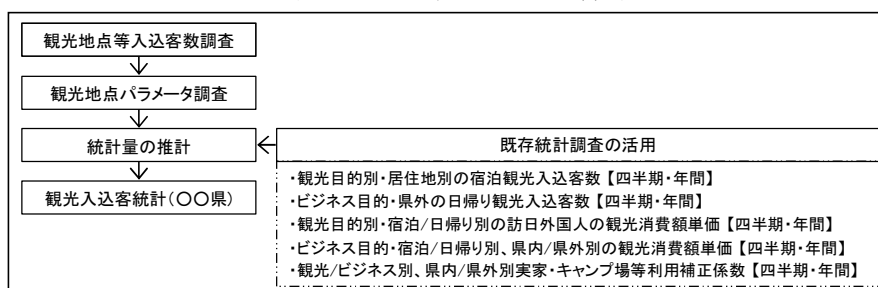 観光地点等入込客数調査
観光地点パラメータ調査
統計量の推計
観光入込客統計(〇〇県)
既存統計調査の活用
・観光目的別・居住地別の宿泊観光入込客数【四半期・年間】
・ビジネス目的・県外の日帰り観光入込客数【四半期・年間】
・観光目的別・宿泊/日帰り別の訪日外国人の観光消費額単価【四半期・年間】
・ビジネス目的・宿泊/日帰り別、県内/県外別の観光消費額単価【四半期・年間】
・観光/ビジネス別、県内/県外別実家・キャンプ場等利用補正係数【四半期・年間】